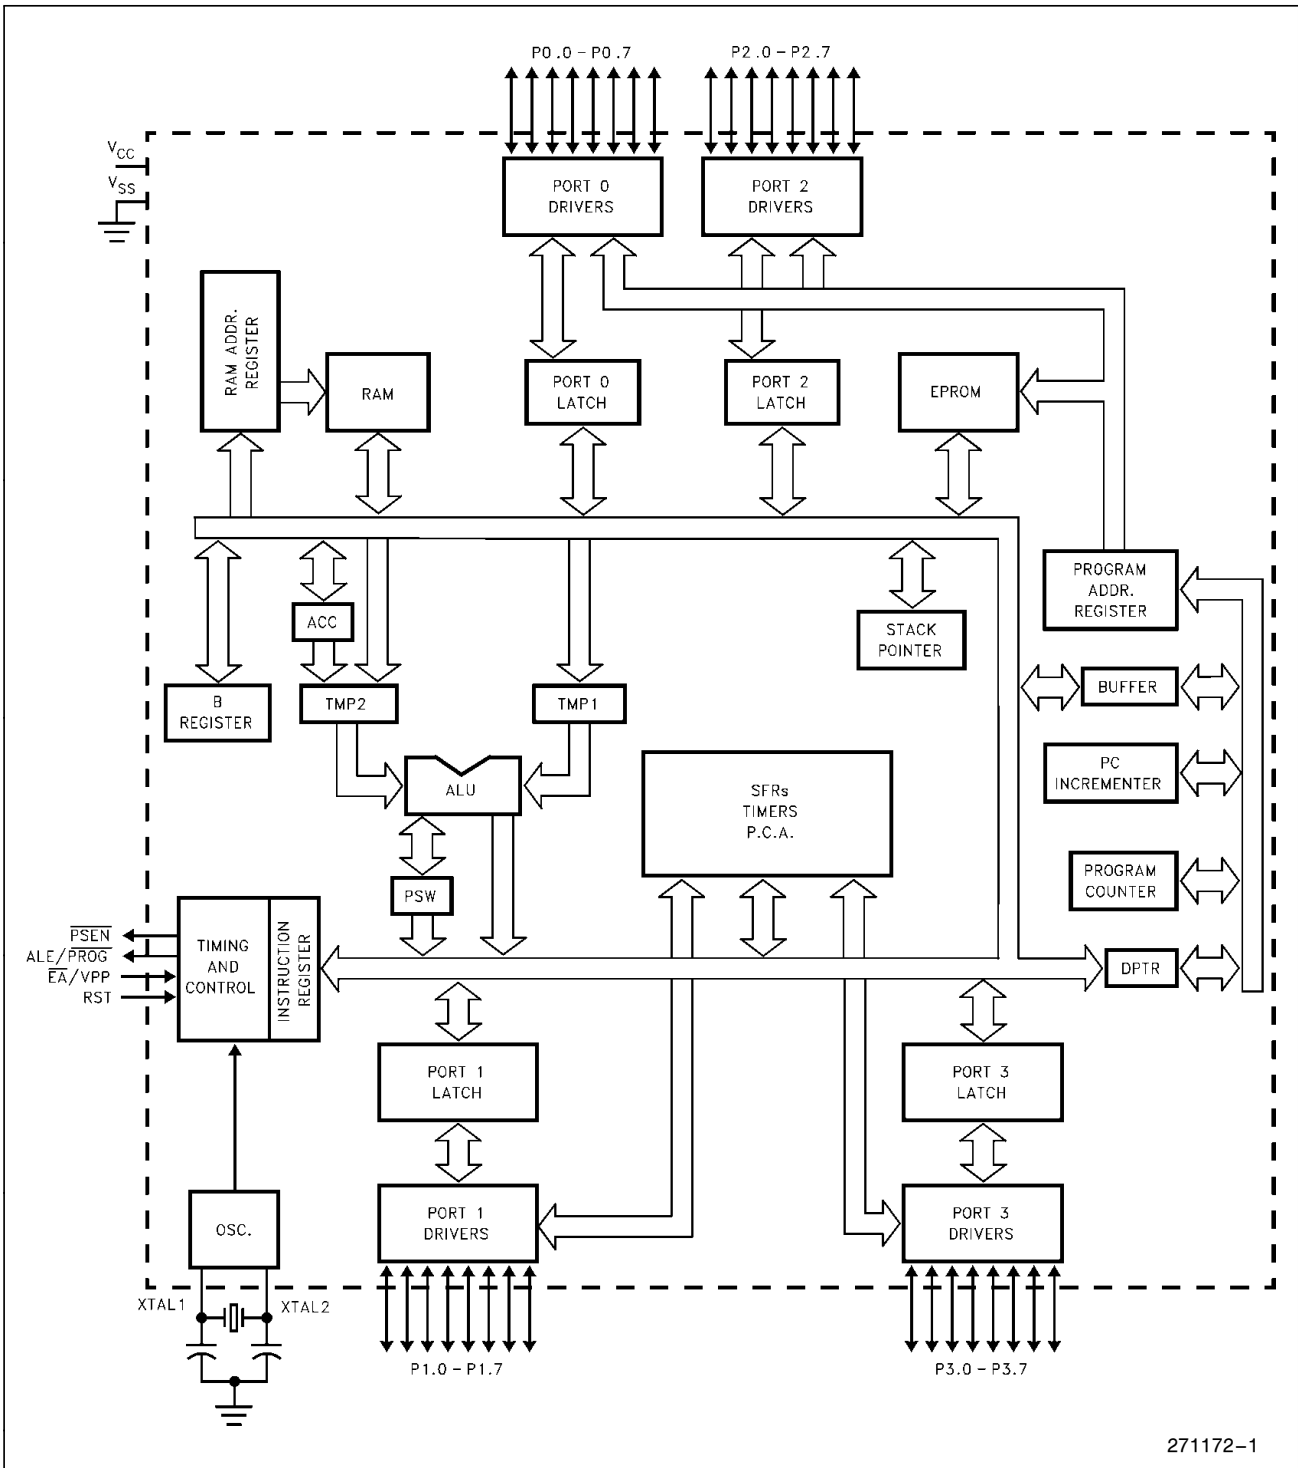 P0.0–P0.7
P2.0–P2.7
VCC
VSS
PORT 0
DRIVERS
PORT 2
DRIVERS
RAM ADDR.
REGISTER
RAM
PORT 0
LATCH
PORT 2
LATCH
EPROM
PROGRAM
ADDR.
REGISTER
ACC
STACK
POINTER
B
REGISTER
TMP2
TMP1
BUFFER
ALU
SFRs
TIMERS
P.C.A.
PC
INCREMENTER
PSW
PROGRAM
COUNTER
PSEN
ALE/PROG
EA/VPP
RST
TIMING
AND
CONTROL
INSTRUCTION
REGISTER
DPTR
PORT 1
LATCH
PORT 3
LATCH
OSC.
PORT 1
DRIVERS
PORT 3
DRIVERS
XTAL1
XTAL2
P1.0–P1.7
P3.0–P3.7
271172–1